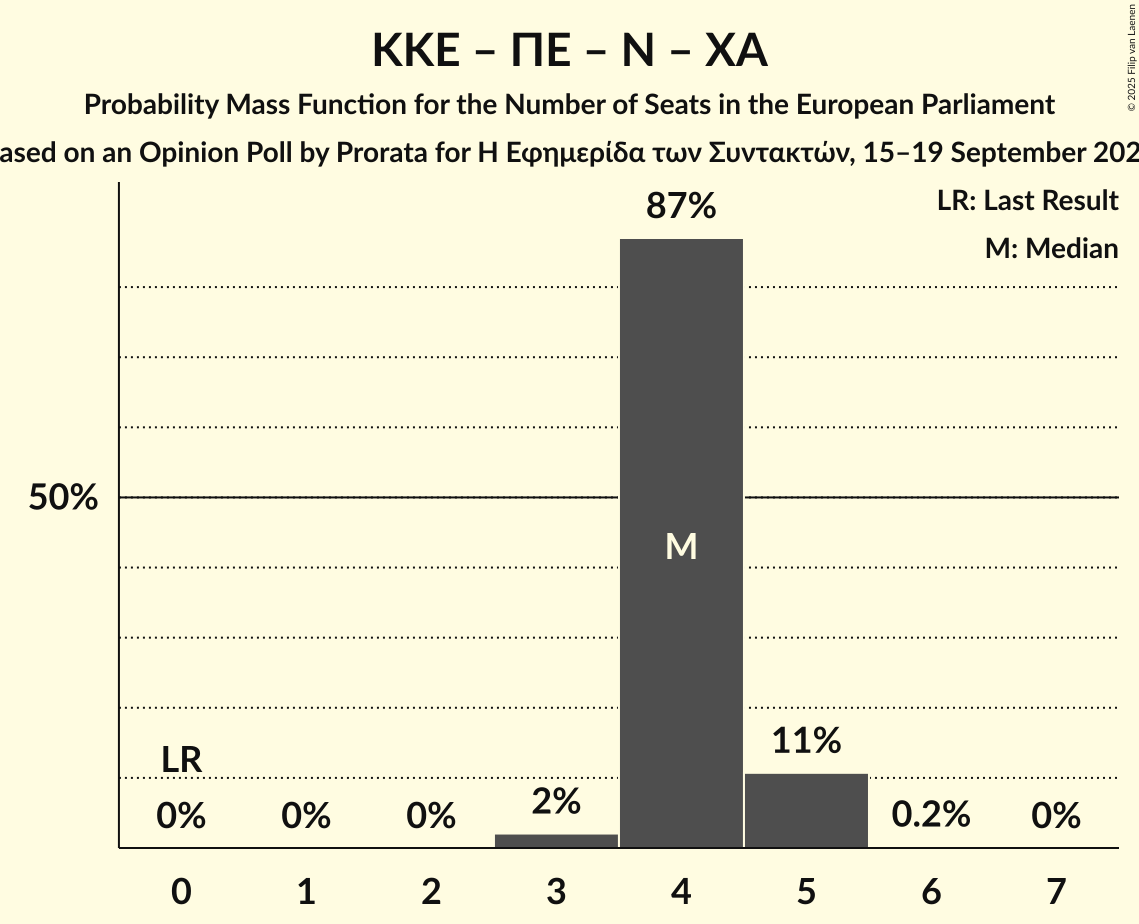 ΚΚΕ – ΠΕ – Ν – ΧΑ
Probability Mass Function for the Number of Seats in the European Parliament
ased on an Opinion Poll by Prorata for Η Εφημερίδα των Συντακτών, 15–19 September 202
© 2025 Filip van Laenen
LR: Last Result
M: Median
87%
50%
M
11%
LR
2%
0% 0% 0% 0.2% 0%
0 1 2 3 4 5 6 7